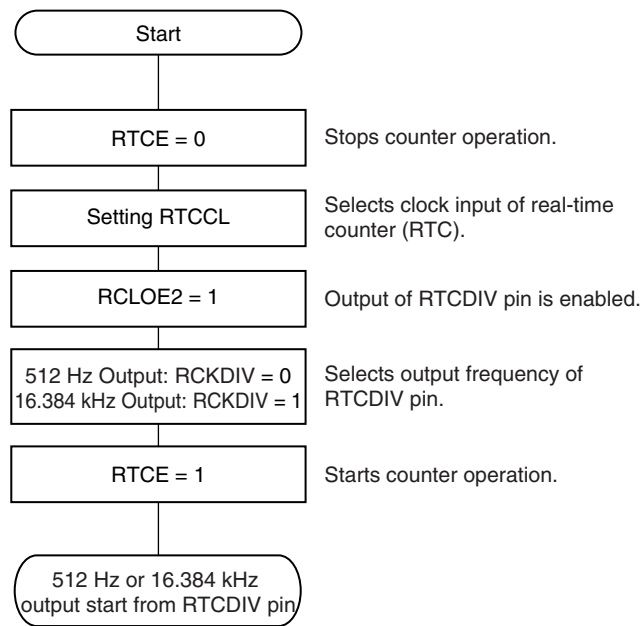 Start
RTCE = 0
Stops counter operation.
Setting RTCCL
Selects clock input of real-time
counter (RTC).
RCLOE2 = 1
Output of RTCDIV pin is enabled.
512 Hz Output: RCKDIV = 0
16.384 kHz Output: RCKDIV = 1
Selects output frequency of
RTCDIV pin.
RTCE = 1
Starts counter operation.
512 Hz or 16.384 kHz
output start from RTCDIV pin